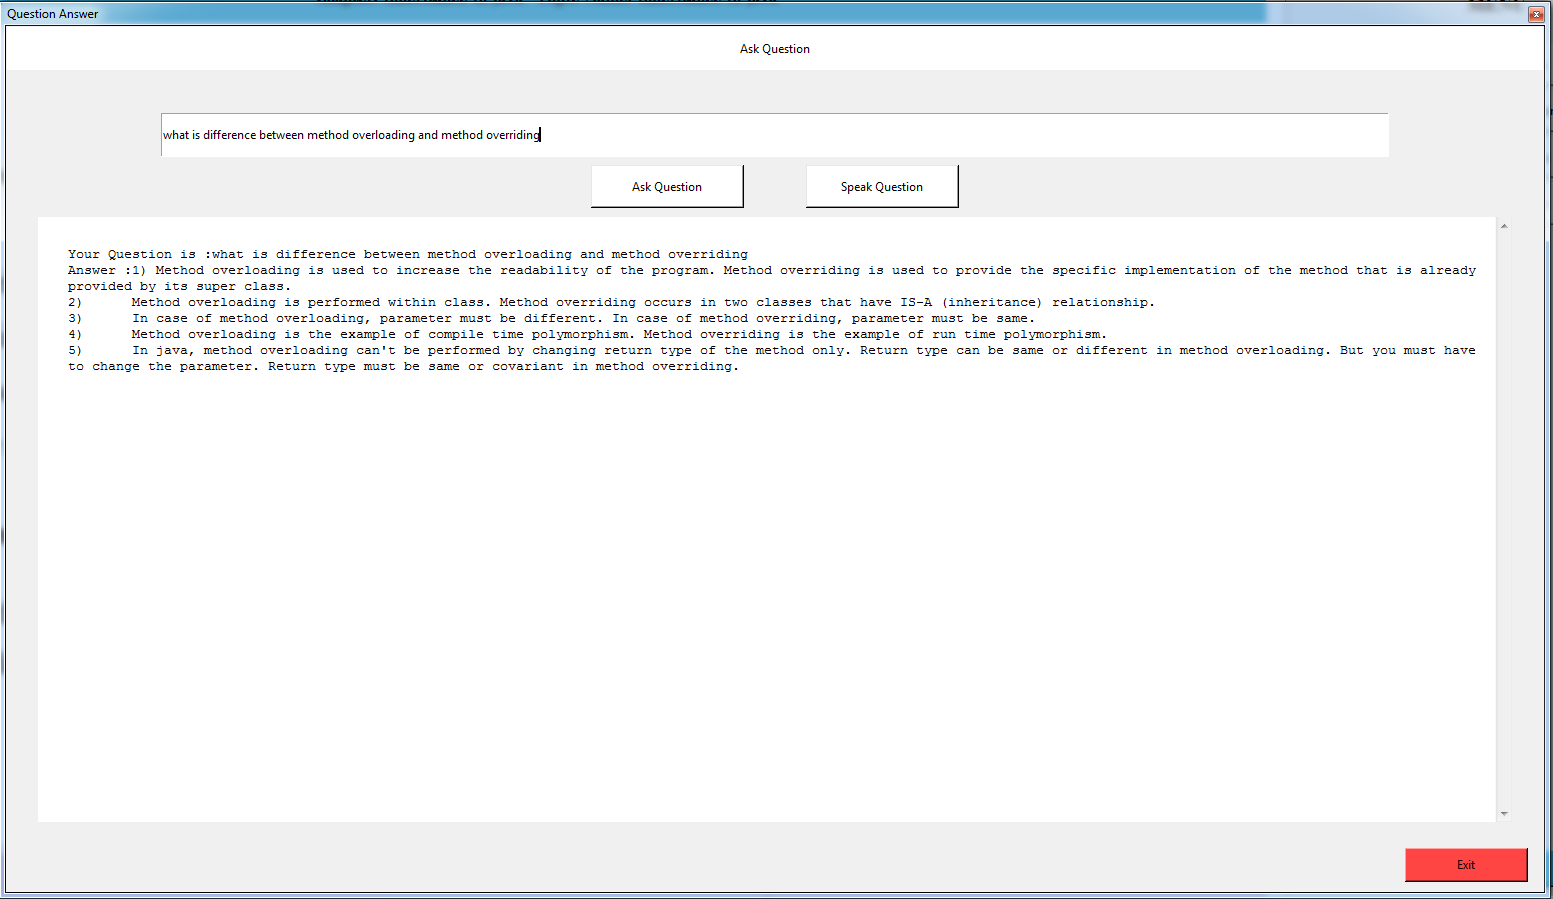 Question Answer
Ask Question
what is difference between method overloading and method overriding
Ask Question
Speak Question
Your Question is :what is difference between method overloading and method overriding
Answer :1) Method overloading is used to increase the readability of the program. Method overriding is used to provide the specific implementation of the method that is already
provided by its super class.
2) Method overloading is performed within class. Method overriding occurs in two classes that have IS-A (inheritance) relationship.
3) In case of method overloading, parameter must be different. In case of method overriding, parameter must be same.
4) Method overloading is the example of compile time polymorphism. Method overriding is the example of run time polymorphism.
5) In java, method overloading can't be performed by changing return type of the method only. Return type can be same or different in method overloading. But you must have
to change the parameter. Return type must be same or covariant in method overriding.
Exit